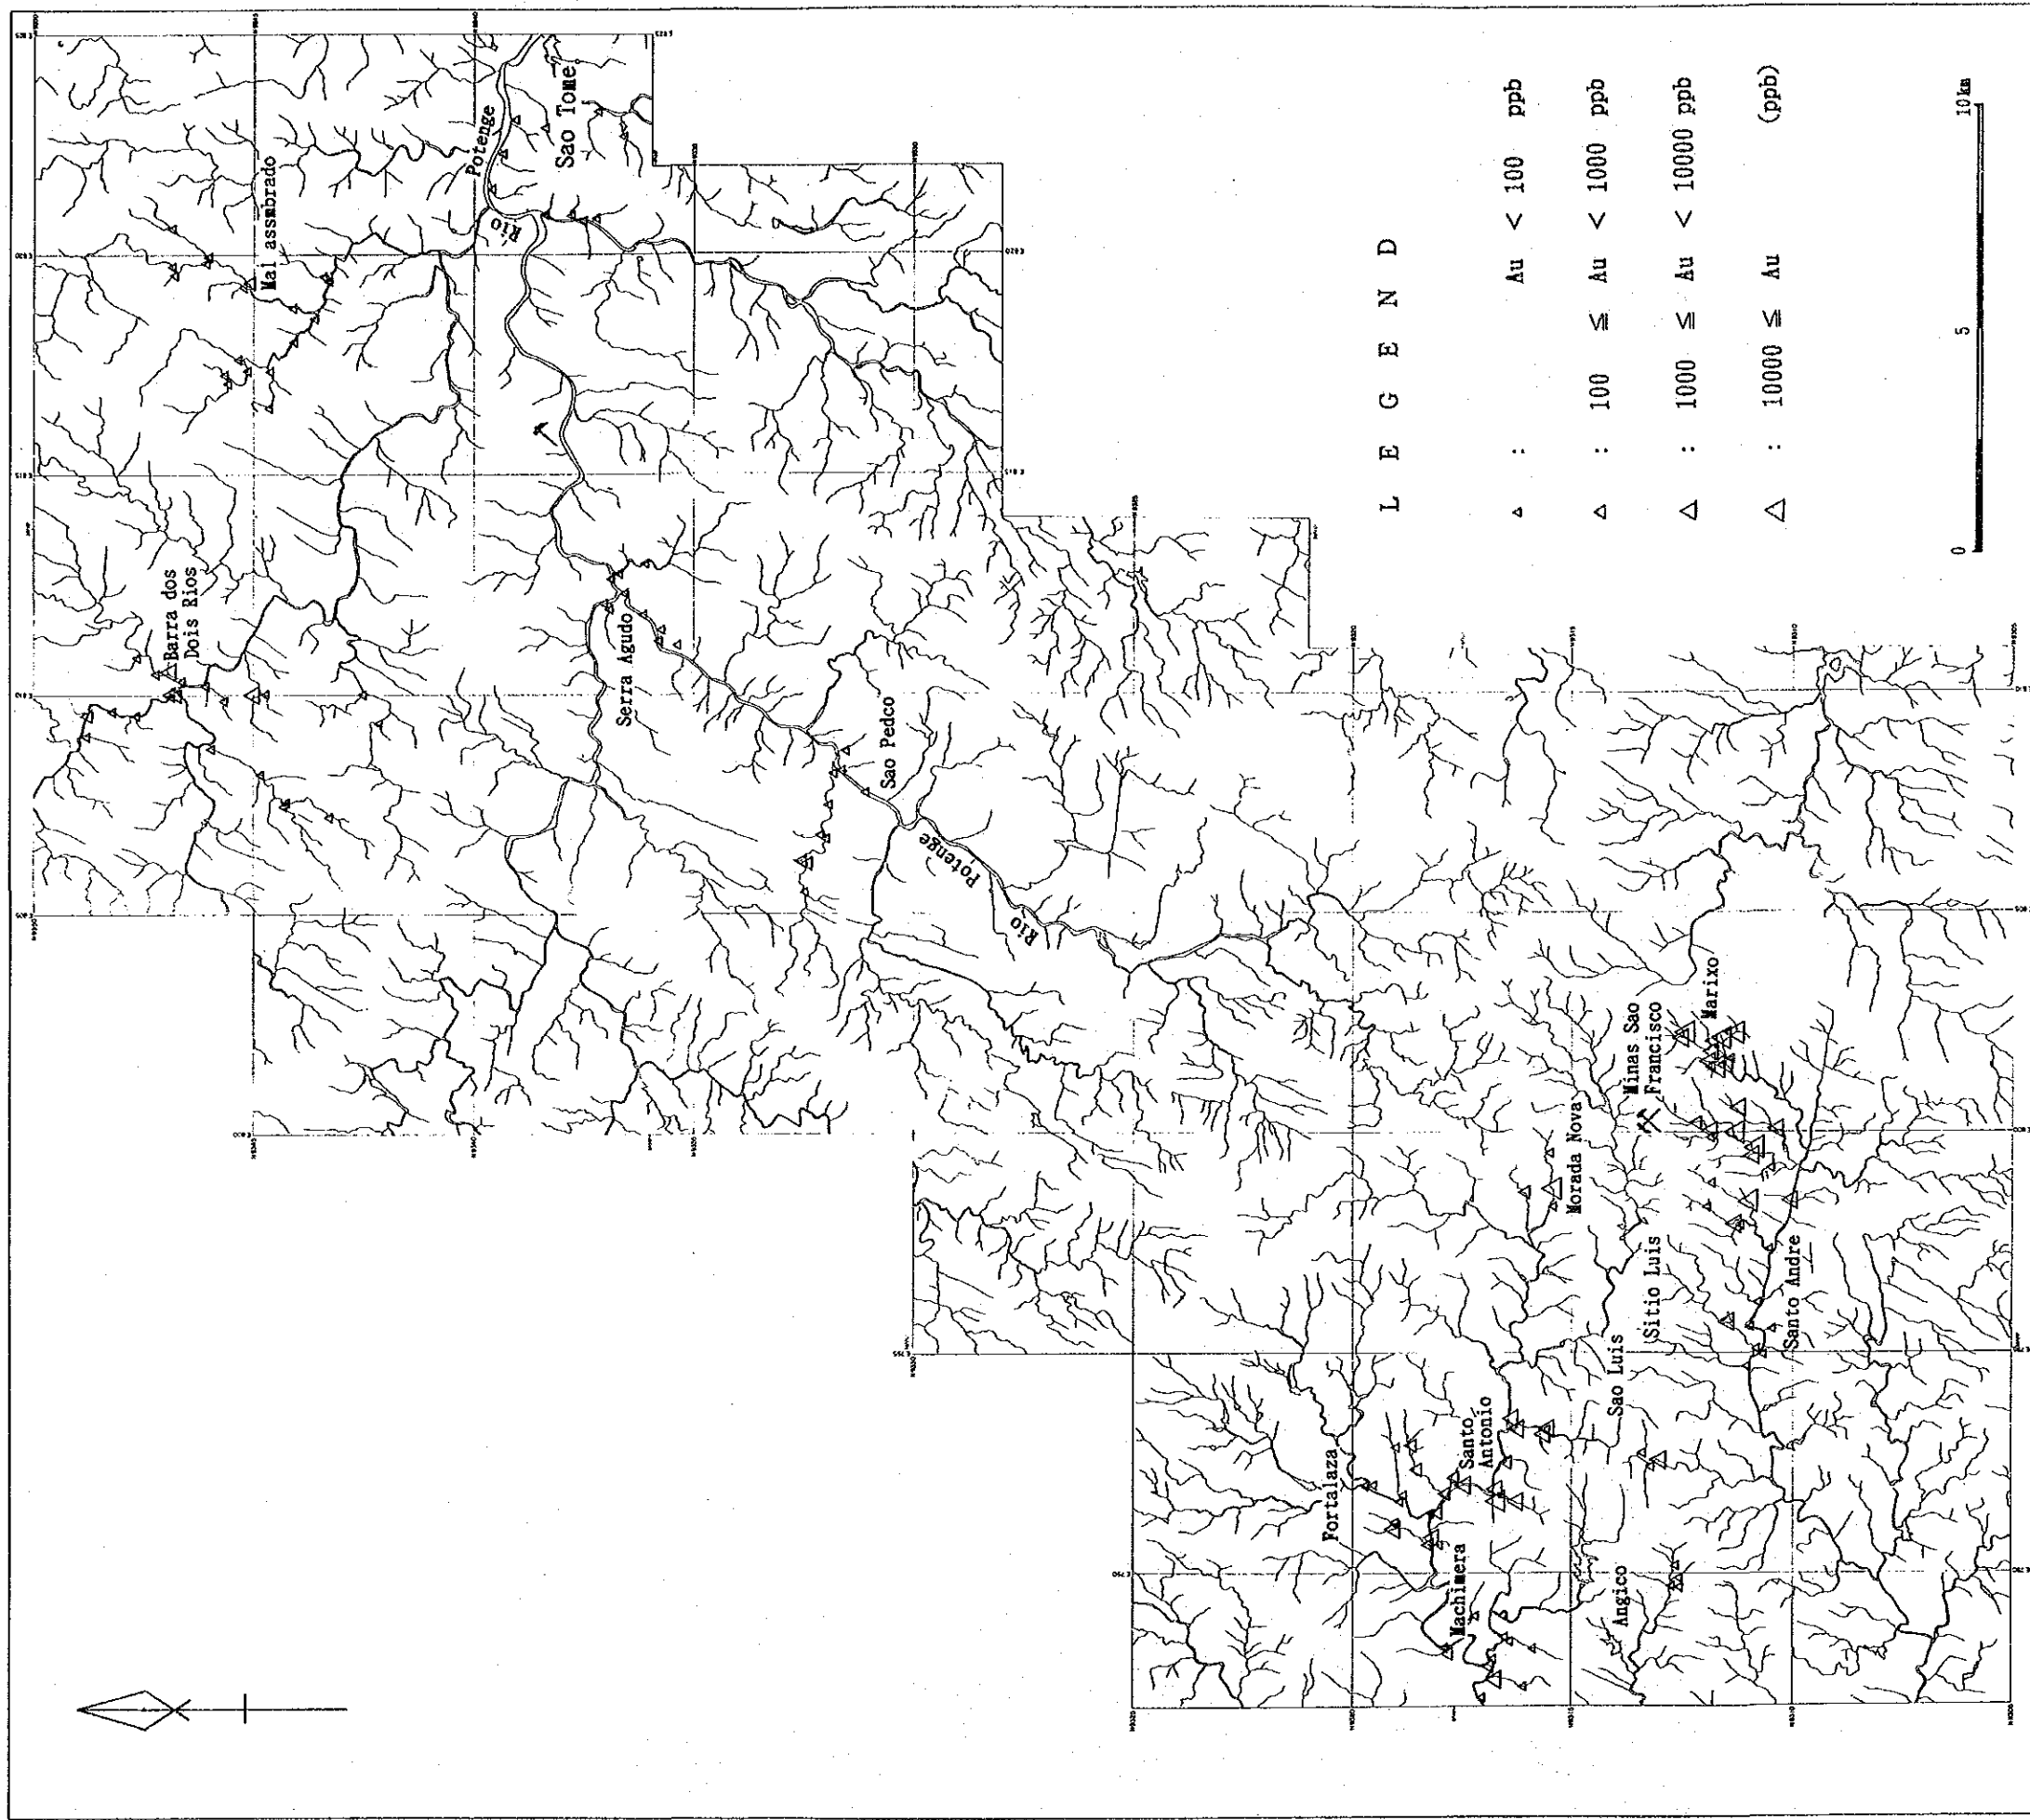 Mal assmbrado
Potenge
Rio
Sao Tome
Barra dos
Dois Rios
Serra Agudo
Sao Pedco
Potenge
Rio
Fortalaza
Machimera
Santo
Antonio
Morada Nova
Minas Sao
Francisco
Marixo
Sitio Luis
Sao Luis
Santo Andre
Angico
L E G E N D
△ : Au < 100 ppb
△ : 100 ≦ Au < 1000 ppb
△ : 1000 ≦ Au < 10000 ppb
△ : 10000 ≦ Au (ppb)
0 5 10km